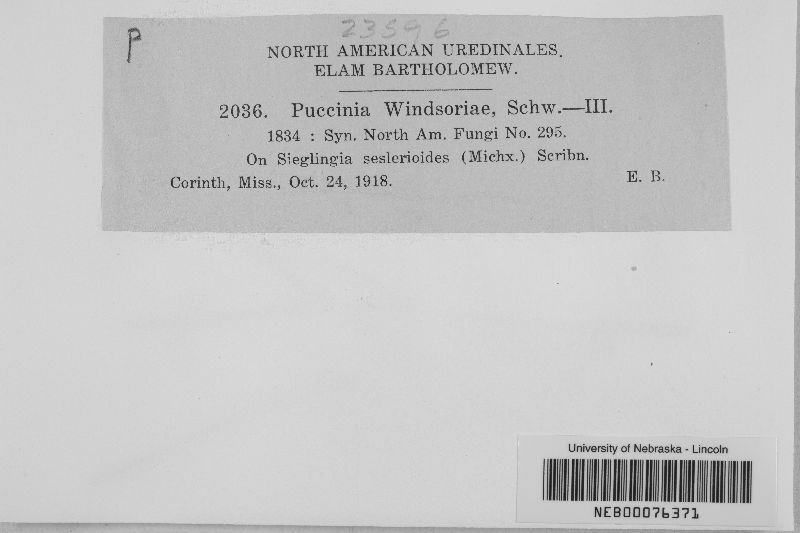 23596
P
NORTH AMERICAN UREDINALES.
ELAM BARTHOLOMEW.
2036. Puccinia Windsoriae, Schw.—III.
1834 : Syn. North Am. Fungi No. 295.
On Sieglingia seslerioides (Michx.) Scribn.
Corinth, Miss., Oct. 24, 1918. E. B.
University of Nebraska - Lincoln
NEB00076371